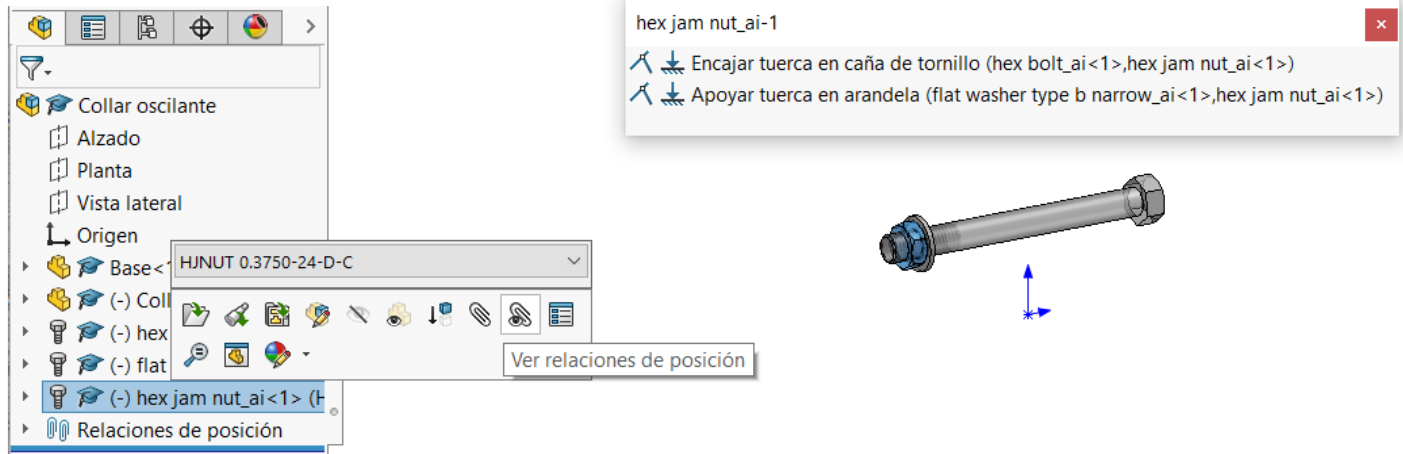 hex jam nut_ai-1
Encajar tuerca en caña de tornillo (hex bolt_ai<1>,hex jam nut_ai<1>)
Apoyar tuerca en arandela (flat washer type b narrow_ai<1>,hex jam nut_ai<1>)
Collar oscilante
Alzado
Planta
Vista lateral
Origen
Base<
HJNUT 0.3750-24-D-C
(-) Coll
(-) hex
(-) flat
Ver relaciones de posición
(-) hex jam nut_ai<1> (H
Relaciones de posición